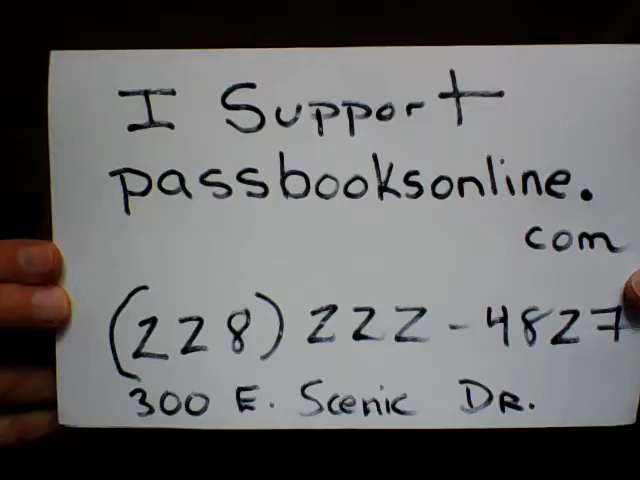 I Support
passbooksonline.
com
(228) 222-4827
300 E. Scenic DR.